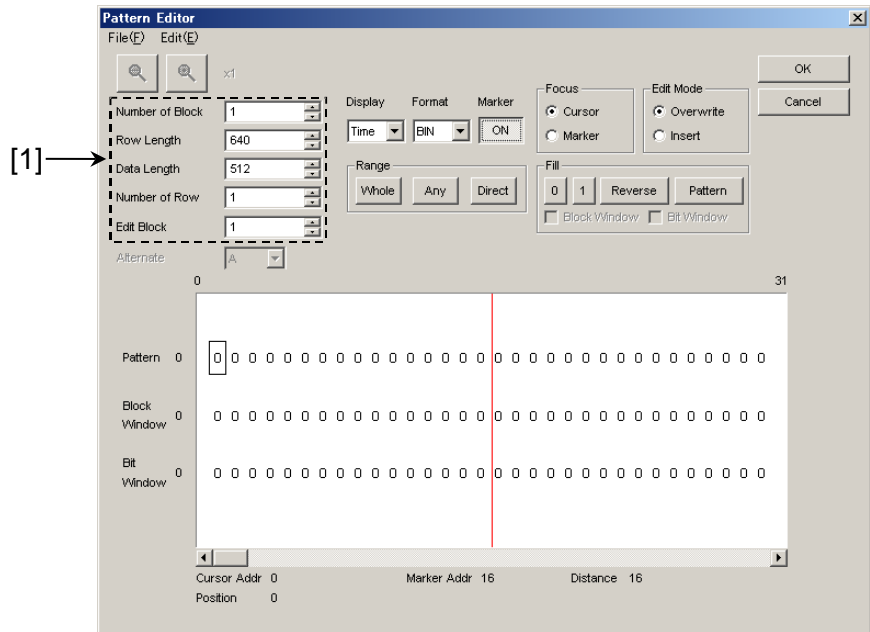 Pattern Editor
File(F) Edit(E)
x1
OK
Cancel
[1]
Number of Block 1
Row Length 640
Data Length 512
Number of Row 1
Edit Block 1
Alternate A
Display Format Marker
Time BIN ON
Focus
Cursor
Marker
Edit Mode
Overwrite
Insert
Range
Whole Any Direct
Fill
0 1 Reverse Pattern
Block Window Bit Window
0 31
Pattern 0 0 0 0 0 0 0 0 0 0 0 0 0 0 0 0 0 0 0 0 0 0 0 0 0 0 0 0 0 0 0 0 0
Block
Window 0 0 0 0 0 0 0 0 0 0 0 0 0 0 0 0 0 0 0 0 0 0 0 0 0 0 0 0 0 0 0 0 0
Bit
Window 0 0 0 0 0 0 0 0 0 0 0 0 0 0 0 0 0 0 0 0 0 0 0 0 0 0 0 0 0 0 0 0 0
Cursor Addr 0 Marker Addr 16 Distance 16
Position 0